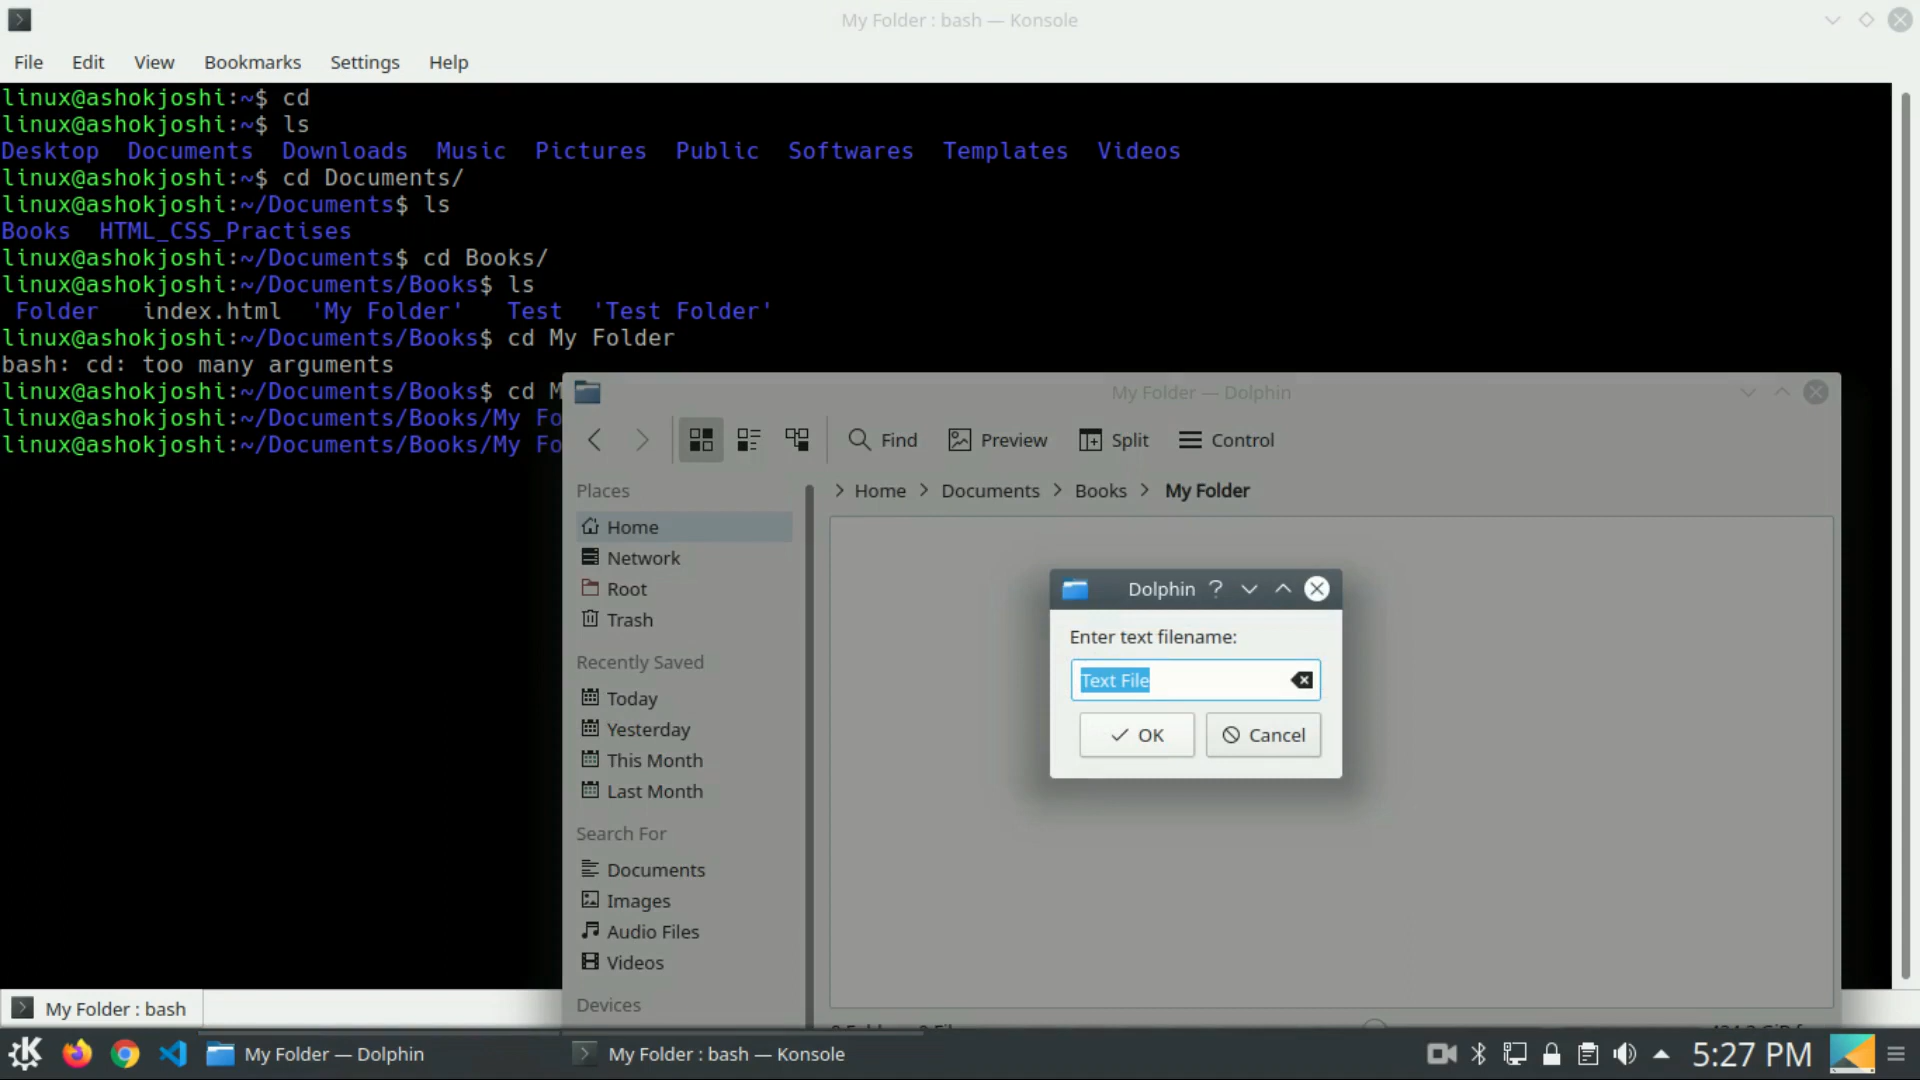 My Folder : bash — Konsole
File Edit View Bookmarks Settings Help
linux@ashokjoshi:~$ cd
linux@ashokjoshi:~$ ls
Desktop Documents Downloads Music Pictures Public Softwares Templates Videos
linux@ashokjoshi:~$ cd Documents/
linux@ashokjoshi:~/Documents$ ls
Books HTML_CSS_Practises
linux@ashokjoshi:~/Documents$ cd Books/
linux@ashokjoshi:~/Documents/Books$ ls
Folder index.html 'My Folder' Test 'Test Folder'
linux@ashokjoshi:~/Documents/Books$ cd My Folder
bash: cd: too many arguments
linux@ashokjoshi:~/Documents/Books$ cd M
linux@ashokjoshi:~/Documents/Books/My Fo
linux@ashokjoshi:~/Documents/Books/My Fo
My Folder — Dolphin
Find Preview Split Control
Places
Home
Network
Root
Trash
Recently Saved
Today
Yesterday
This Month
Last Month
Search For
Documents
Images
Audio Files
Videos
Devices
> Home > Documents > Books > My Folder
Dolphin ?
Enter text filename:
Text File
OK Cancel
My Folder : bash
My Folder — Dolphin
My Folder : bash — Konsole
5:27 PM